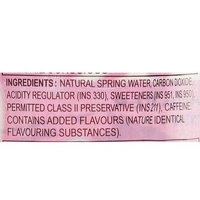 INGREDIENTS: NATURAL SPRING WATER, CARBON DIOXIDE,
ACIDITY REGULATOR (INS 330), SWEETENERS (INS 951, INS 950),
PERMITTED CLASS II PRESERVATIVE (INS 211), CAFFEINE.
CONTAINS ADDED FLAVOURS (NATURE IDENTICAL
FLAVOURING SUBSTANCES).